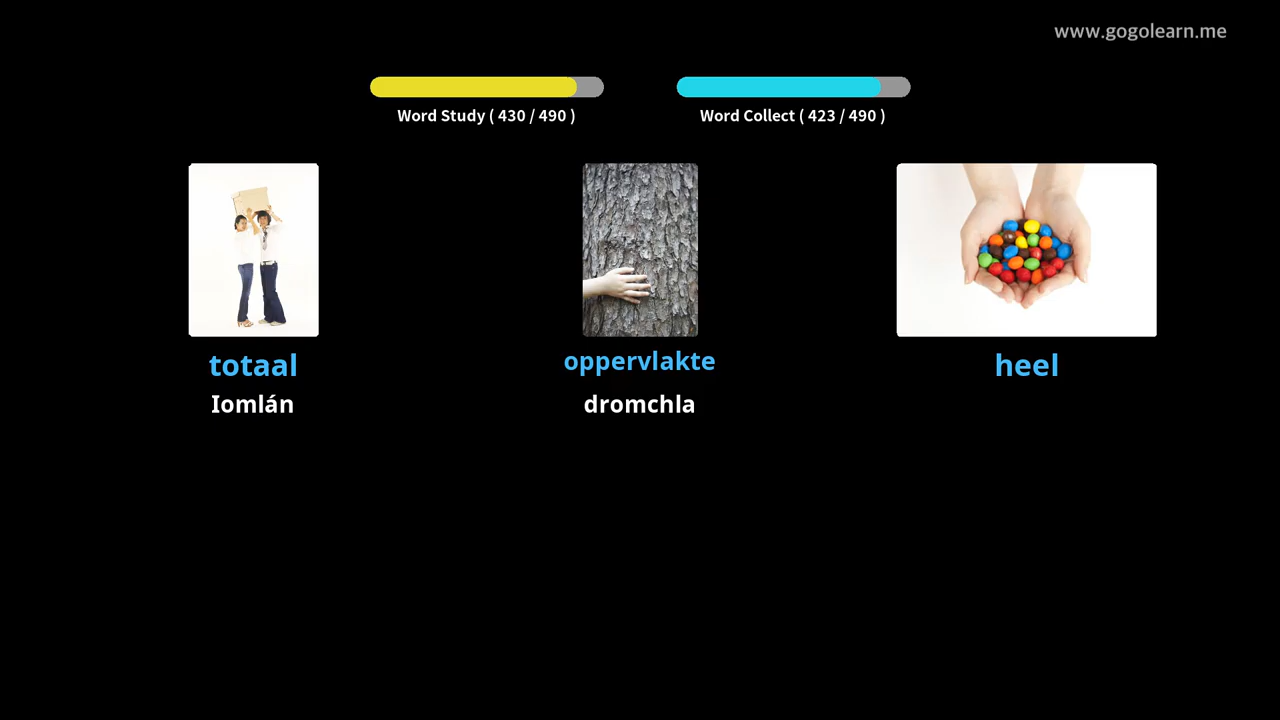 www.gogolearn.me
Word Study ( 430 / 490 )
Word Collect ( 423 / 490 )
totaal
Iomlán
oppervlakte
dromchla
heel